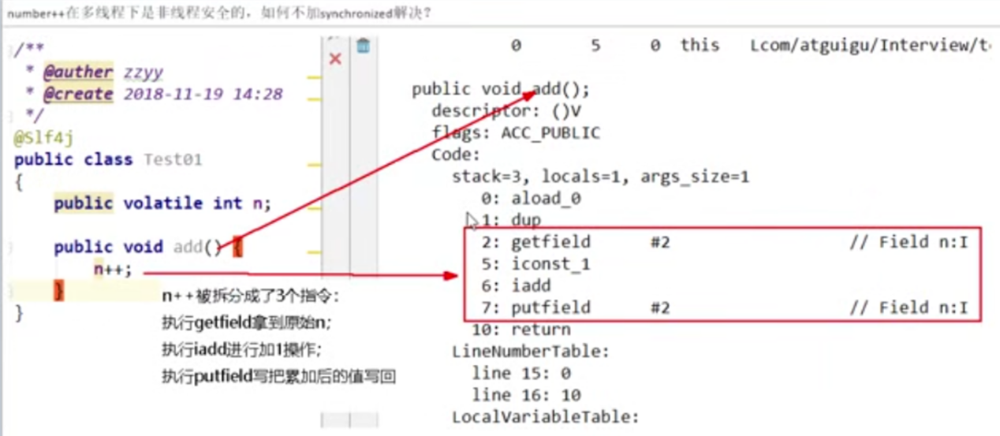 number++在多线程下是非线程安全的，如何不加synchronized解决？
/**
* @auther zzyy
* @create 2018-11-19 14:28
*/
@Slf4j
public class Test01
{
public volatile int n;
public void add() {
n++;
}
}
n++被拆分成了3个指令：
执行getfield拿到原始n；
执行iadd进行加1操作；
执行putfield写把累加后的值写回
0 5 0 this Lcom/atguigu/Interview/t
public void add();
descriptor: ()V
flags: ACC_PUBLIC
Code:
stack=3, locals=1, args_size=1
0: aload_0
1: dup
2: getfield #2 // Field n:I
5: iconst_1
6: iadd
7: putfield #2 // Field n:I
10: return
LineNumberTable:
line 15: 0
line 16: 10
LocalVariableTable: